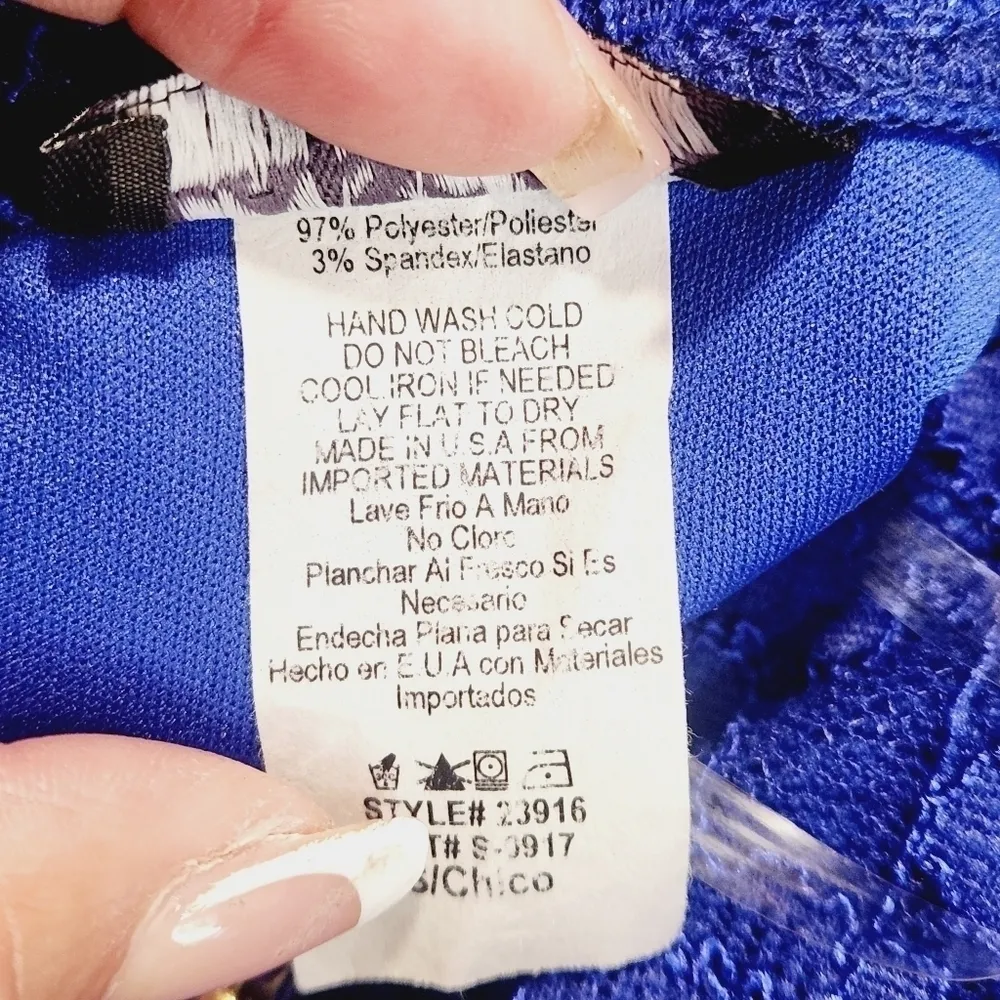 97% Polyester/Poliester
3% Spandex/Elastano
HAND WASH COLD
DO NOT BLEACH
COOL IRON IF NEEDED
LAY FLAT TO DRY
MADE IN U.S.A FROM
IMPORTED MATERIALS
Lave Frio A Mano
No Cloro
Planchar Al Fresco Si Es
Necesario
Endecha Plana para Secar
Hecho en E.U.A con Materiales
Importados
STYLE# 23916
T# S-0917
S/Chico